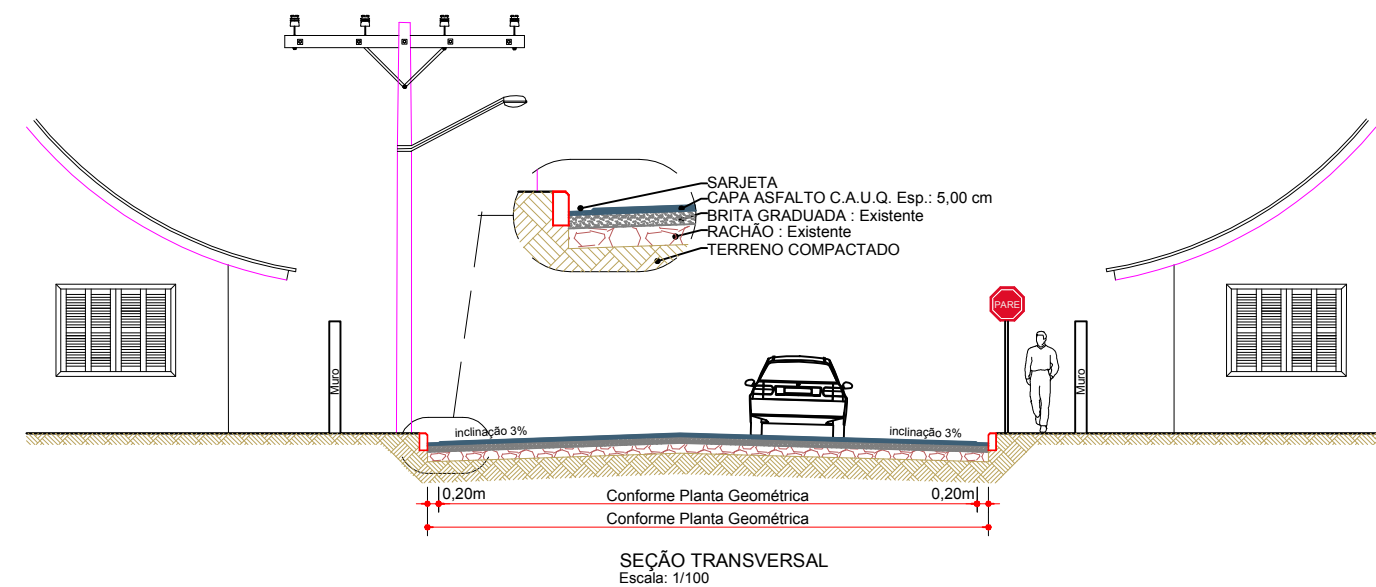 SARJETA
CAPA ASFALTO C.A.U.Q. Esp.: 5,00 cm
BRITA GRADUADA : Existente
RACHÃO : Existente
TERRENO COMPACTADO
PARE
Muro
Muro
inclinação 3%
inclinação 3%
0,20m
Conforme Planta Geométrica
0,20m
Conforme Planta Geométrica
SEÇÃO TRANSVERSAL
Escala: 1/100